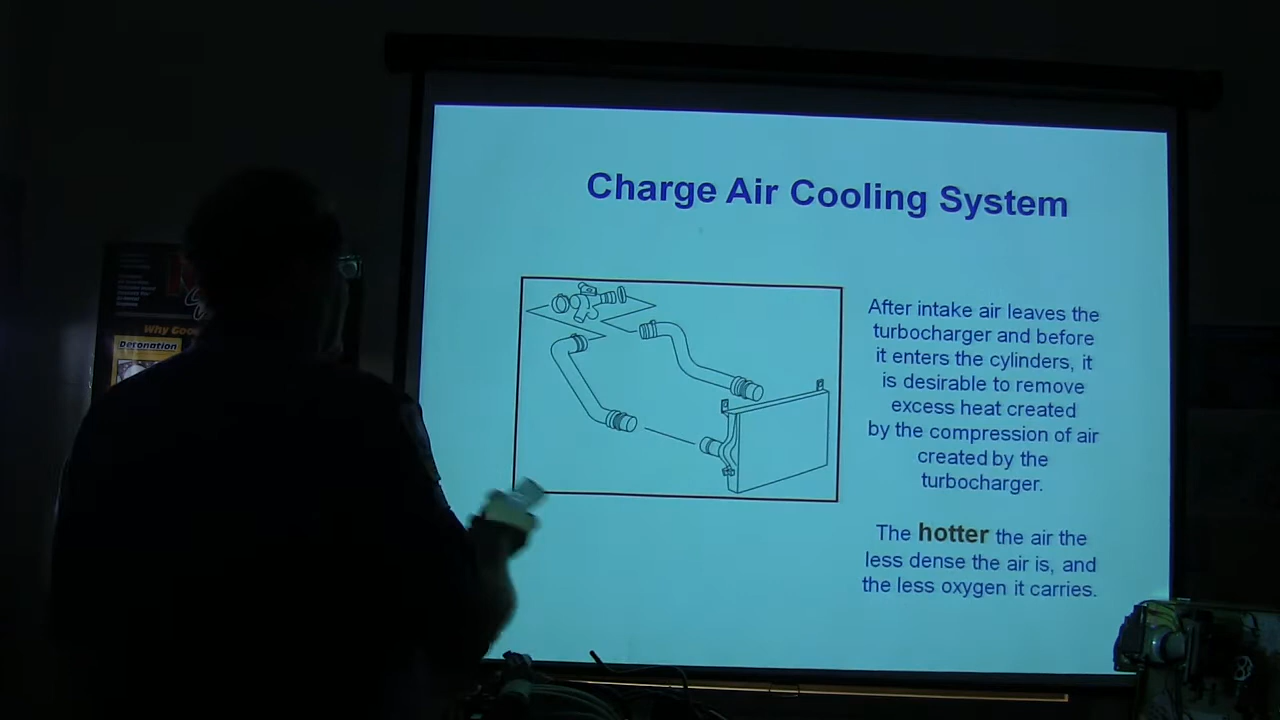 Charge Air Cooling System
After intake air leaves the
turbocharger and before
it enters the cylinders, it
is desirable to remove
excess heat created
by the compression of air
created by the
turbocharger.
The hotter the air the
less dense the air is, and
the less oxygen it carries.
Why Goo
Detonation